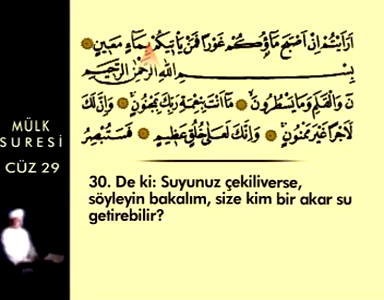 اَرَاَيْتُمْ اِنْ اَصْبَحَ مَٓاؤُ۬كُمْ غَوْرًا فَمَنْ يَأْت۪يكُمْ بِمَٓاءٍ مَع۪ينٍ
بِسْمِ اللّٰهِ الرَّحْمٰنِ الرَّح۪يمِ
نٓ وَالْقَلَمِ وَمَا يَسْطُرُونَ مَٓا اَنْتَ بِنِعْمَةِ رَبِّكَ بِمَجْنُونٍ وَاِنَّ لَكَ
لَاَجْرًا غَيْرَ مَمْنُونٍ وَاِنَّكَ لَعَلٰى خُلُقٍ عَظ۪يمٍ فَسَتُبْصِرُ
MÜLK
SURESİ
CÜZ 29
30. De ki: Suyunuz çekiliverse,
söyleyin bakalım, size kim bir akar su
getirebilir?